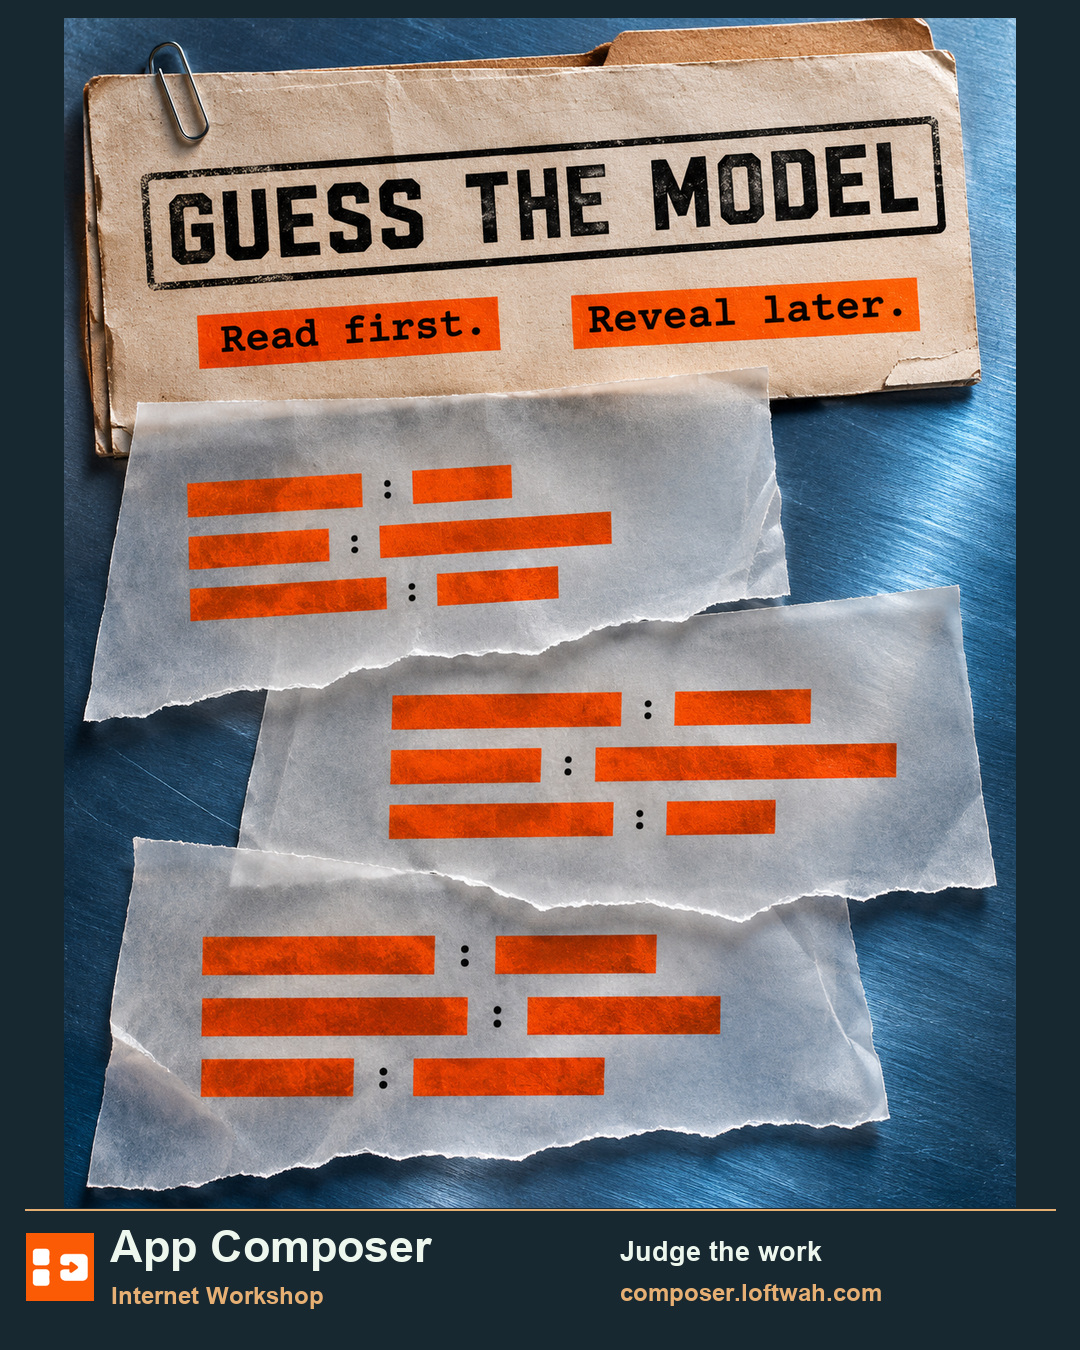 GUESS THE MODEL
Read first.
Reveal later.
:
:
:
:
:
:
:
:
:
App Composer
Internet Workshop
Judge the work
composer.loftwah.com